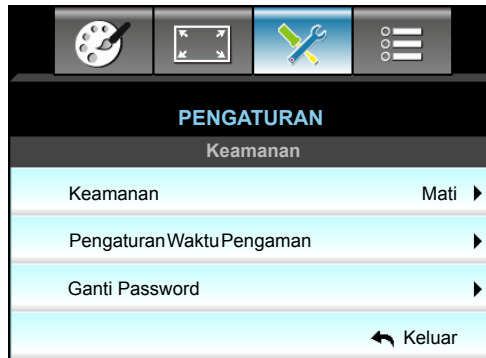 PENGATURAN
Keamanan
Keamanan Mati
Pengaturan Waktu Pengaman
Ganti Password
Keluar